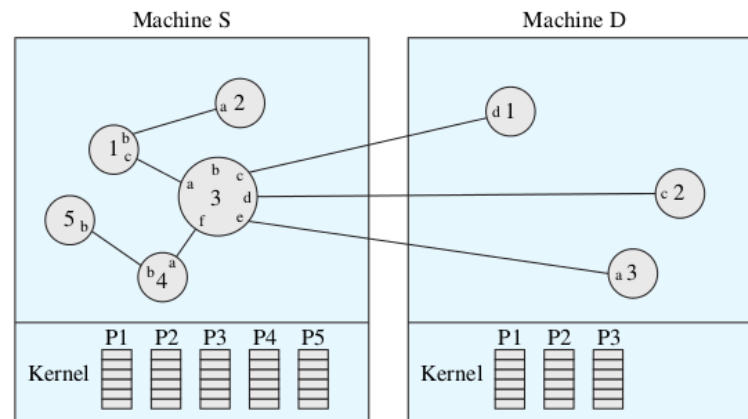 Machine S
Machine D
a 2
d 1
1 b c
a b c d e f 3
c 2
5 b
b a 4
a 3
P1 P2 P3 P4 P5
Kernel
P1 P2 P3
Kernel